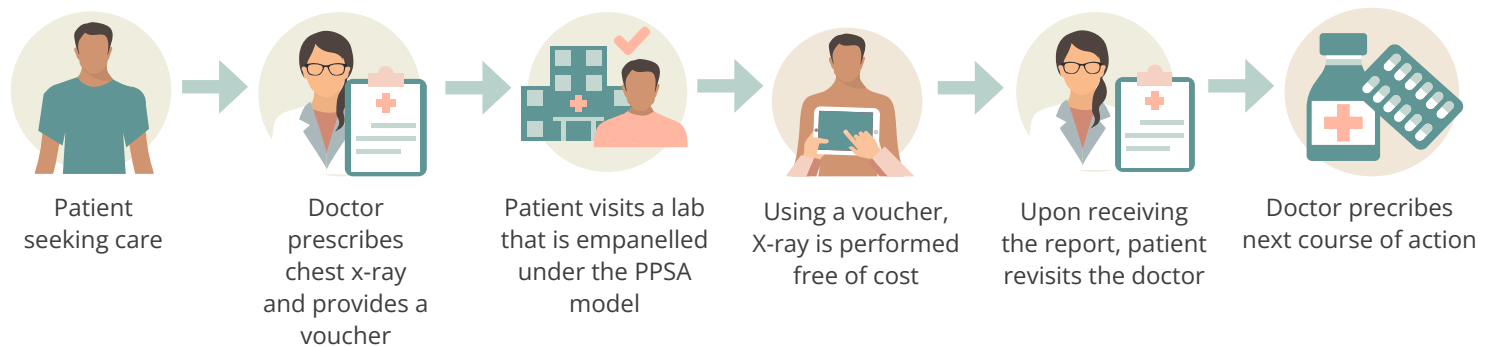 Patient
seeking care
Doctor
prescribes
chest x-ray
and provides a
voucher
Patient visits a lab
that is empanelled
under the PPSA
model
Using a voucher,
X-ray is performed
free of cost
Upon receiving
the report, patient
revisits the doctor
Doctor precribes
next course of action